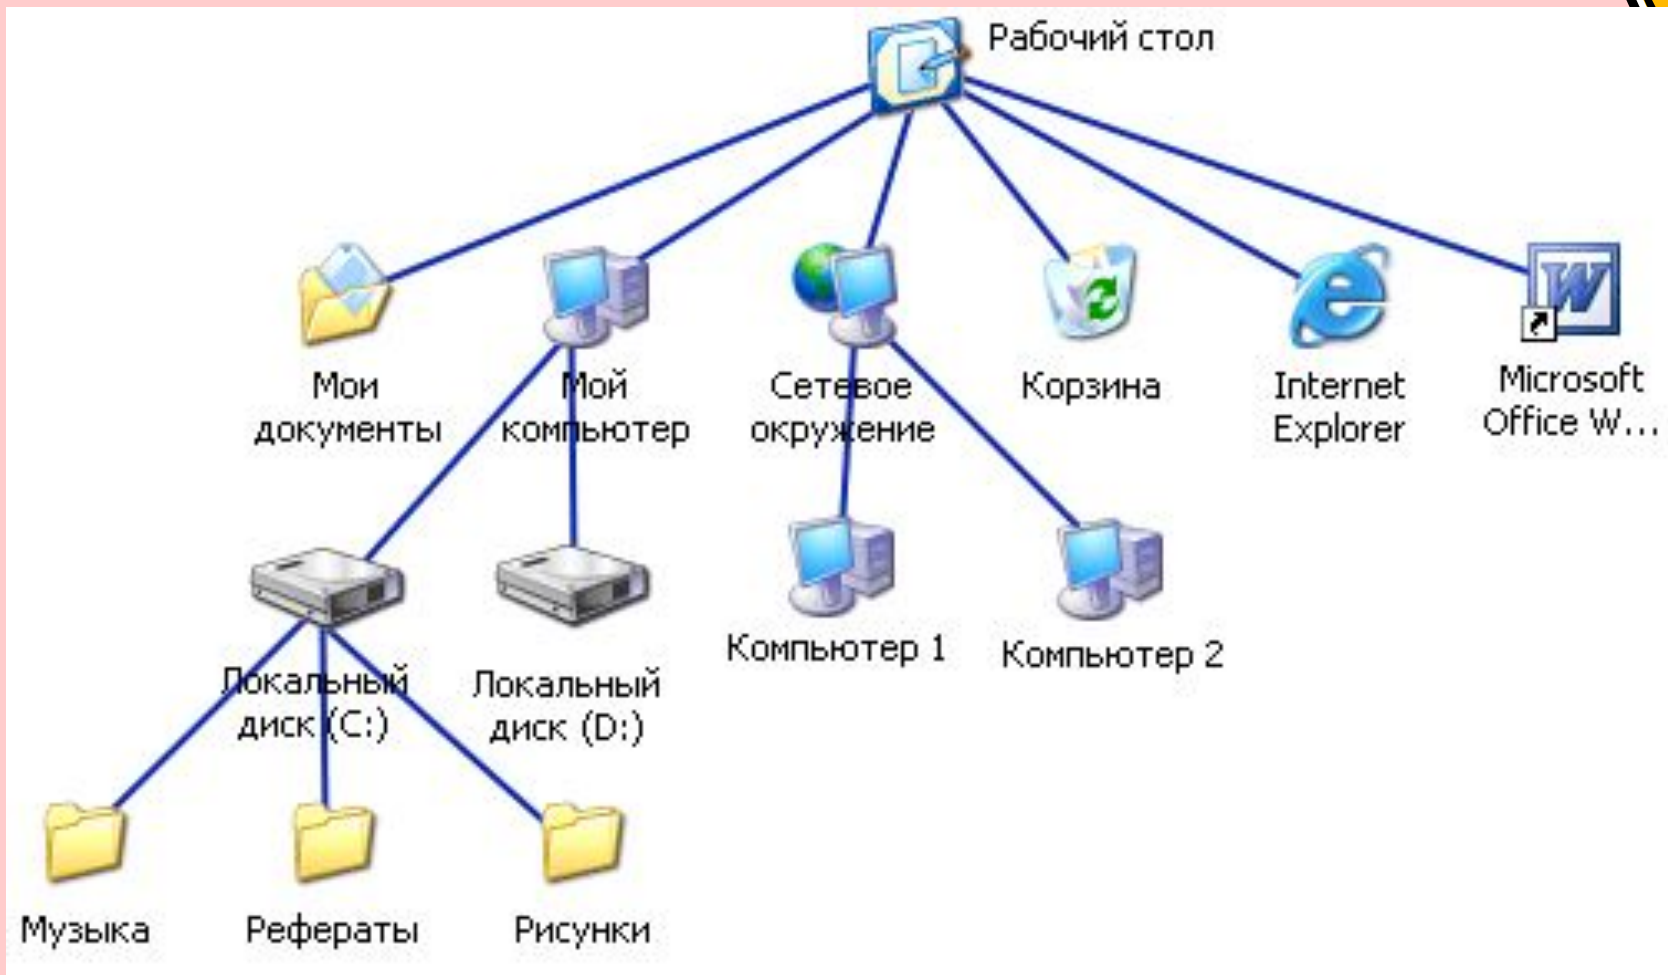 Рабочий стол
Мои
документы
Мой
компьютер
Сетевое
окружение
Корзина
Internet
Explorer
Microsoft
Office W...
Локальный
диск (C:)
Локальный
диск (D:)
Компьютер 1
Компьютер 2
Музыка
Рефераты
Рисунки